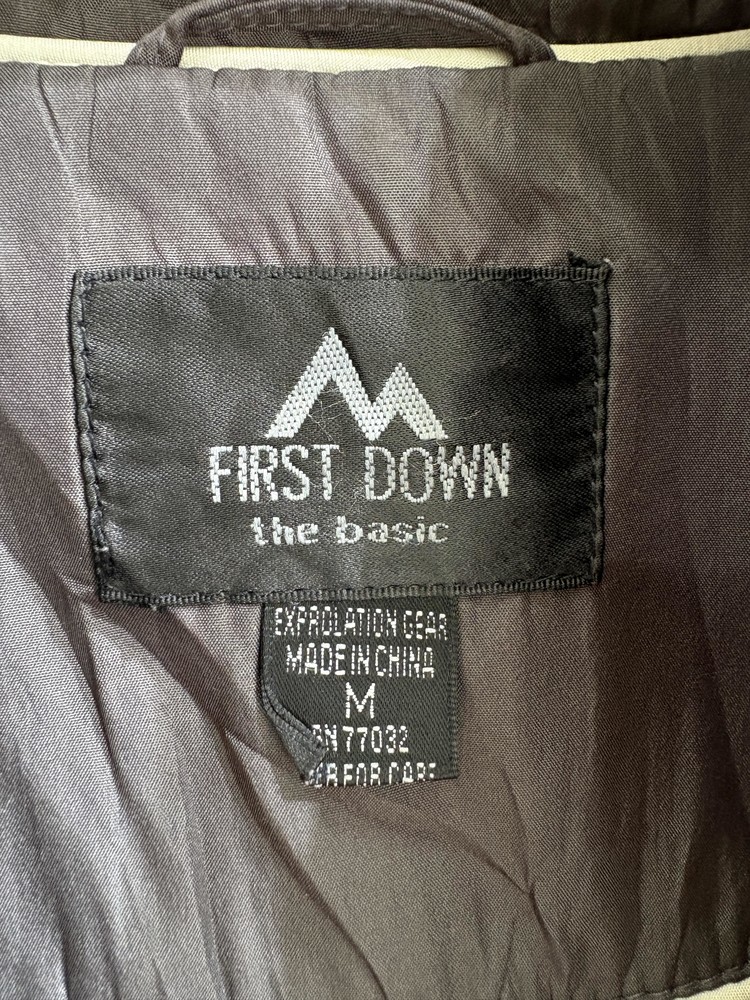 FIRST DOWN
the basic
EXPROLATION GEAR
MADE IN CHINA
M
77032
FOR CARE